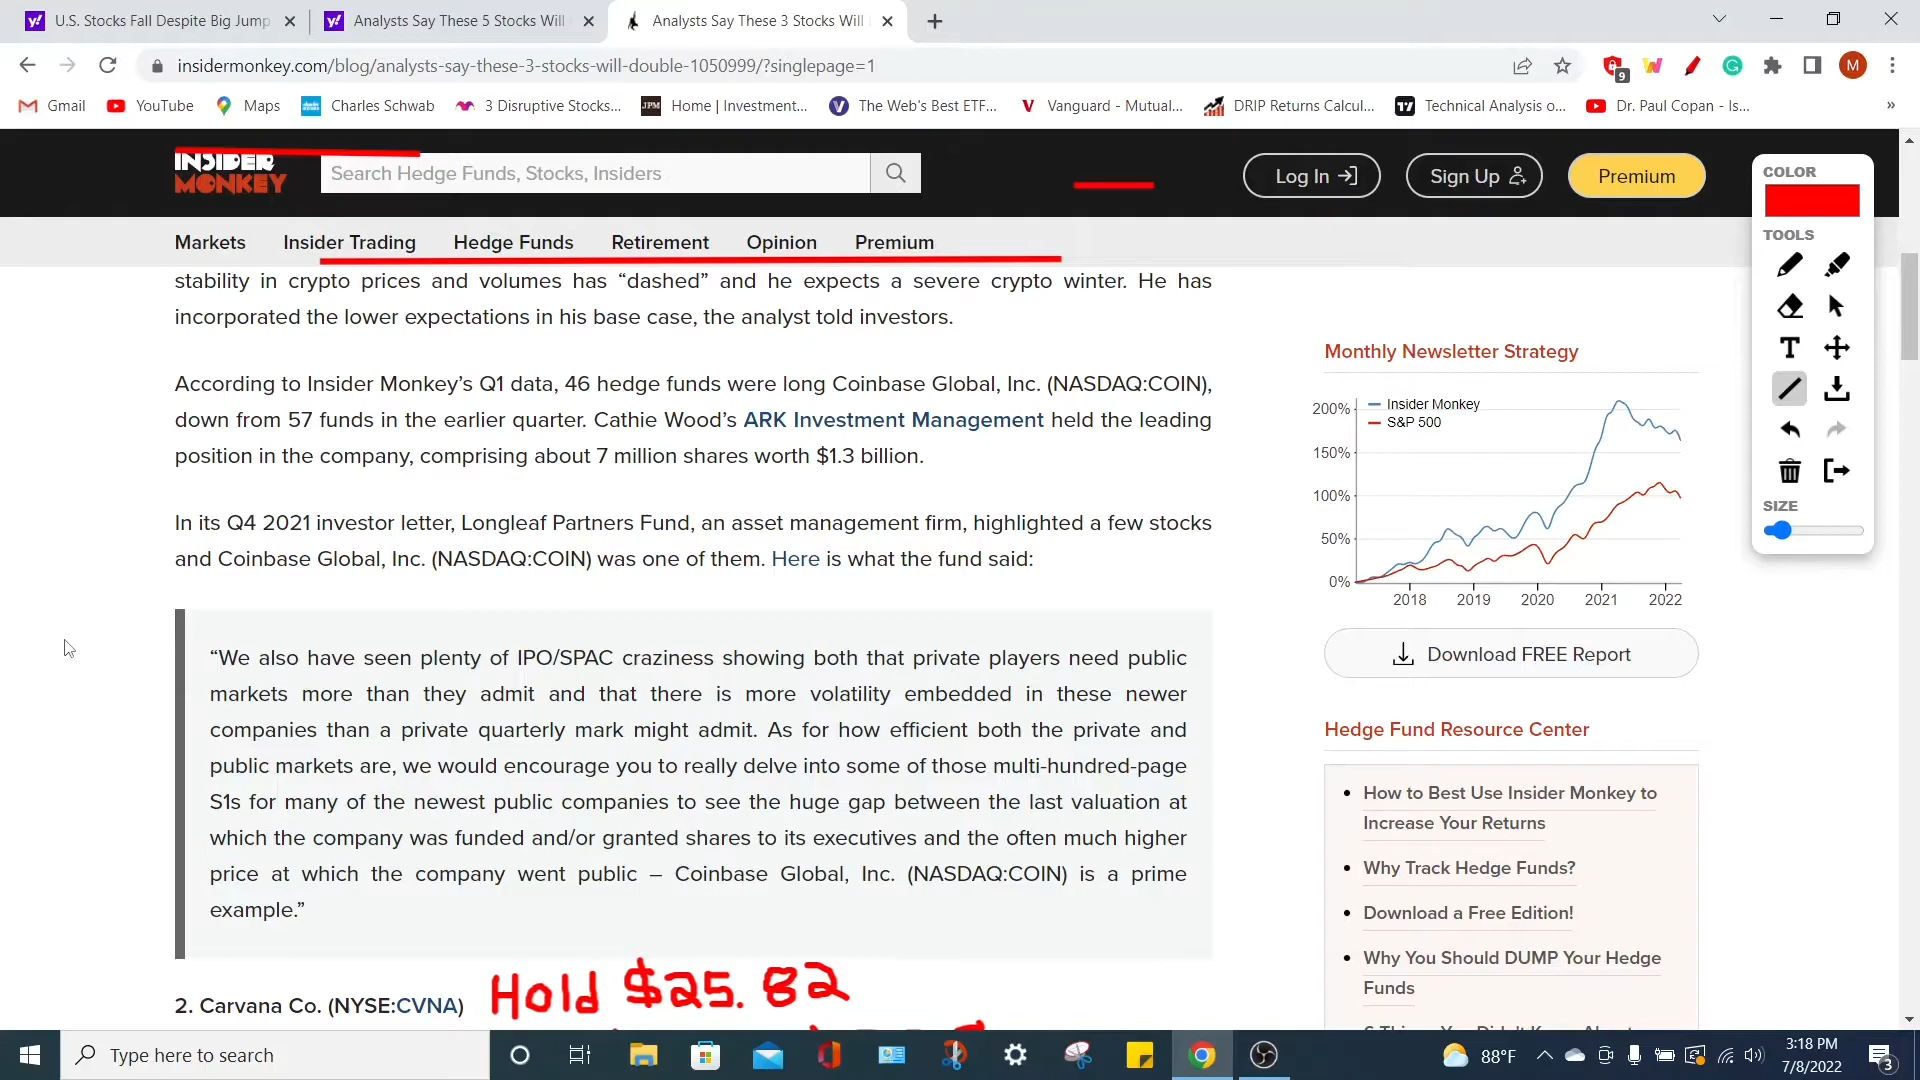 U.S. Stocks Fall Despite Big Jump
Analysts Say These 5 Stocks Will
Analysts Say These 3 Stocks Will
insidermonkey.com/blog/analysts-say-these-3-stocks-will-double-1050999/?singlepage=1
9
M
Gmail
YouTube
Maps
Charles Schwab
3 Disruptive Stocks...
JPM
Home | Investment...
The Web's Best ETF...
Vanguard - Mutual...
DRIP Returns Calcul...
Technical Analysis o...
Dr. Paul Copan - Is...
INSIDER
MONKEY
Search Hedge Funds, Stocks, Insiders
Log In
Sign Up
Premium
Markets
Insider Trading
Hedge Funds
Retirement
Opinion
Premium
stability in crypto prices and volumes has “dashed” and he expects a severe crypto winter. He has
incorporated the lower expectations in his base case, the analyst told investors.
According to Insider Monkey’s Q1 data, 46 hedge funds were long Coinbase Global, Inc. (NASDAQ:COIN),
down from 57 funds in the earlier quarter. Cathie Wood’s ARK Investment Management held the leading
position in the company, comprising about 7 million shares worth $1.3 billion.
In its Q4 2021 investor letter, Longleaf Partners Fund, an asset management firm, highlighted a few stocks
and Coinbase Global, Inc. (NASDAQ:COIN) was one of them. Here is what the fund said:
“We also have seen plenty of IPO/SPAC craziness showing both that private players need public
markets more than they admit and that there is more volatility embedded in these newer
companies than a private quarterly mark might admit. As for how efficient both the private and
public markets are, we would encourage you to really delve into some of those multi-hundred-page
S1s for many of the newest public companies to see the huge gap between the last valuation at
which the company was funded and/or granted shares to its executives and the often much higher
price at which the company went public – Coinbase Global, Inc. (NASDAQ:COIN) is a prime
example.”
2. Carvana Co. (NYSE:CVNA)
Hold $25.82
Monthly Newsletter Strategy
Insider Monkey
S&P 500
200%
150%
100%
50%
0%
2018
2019
2020
2021
2022
Download FREE Report
Hedge Fund Resource Center
How to Best Use Insider Monkey to
Increase Your Returns
Why Track Hedge Funds?
Download a Free Edition!
Why You Should DUMP Your Hedge
Funds
COLOR
TOOLS
SIZE
Type here to search
88°F
3:18 PM
7/8/2022
3